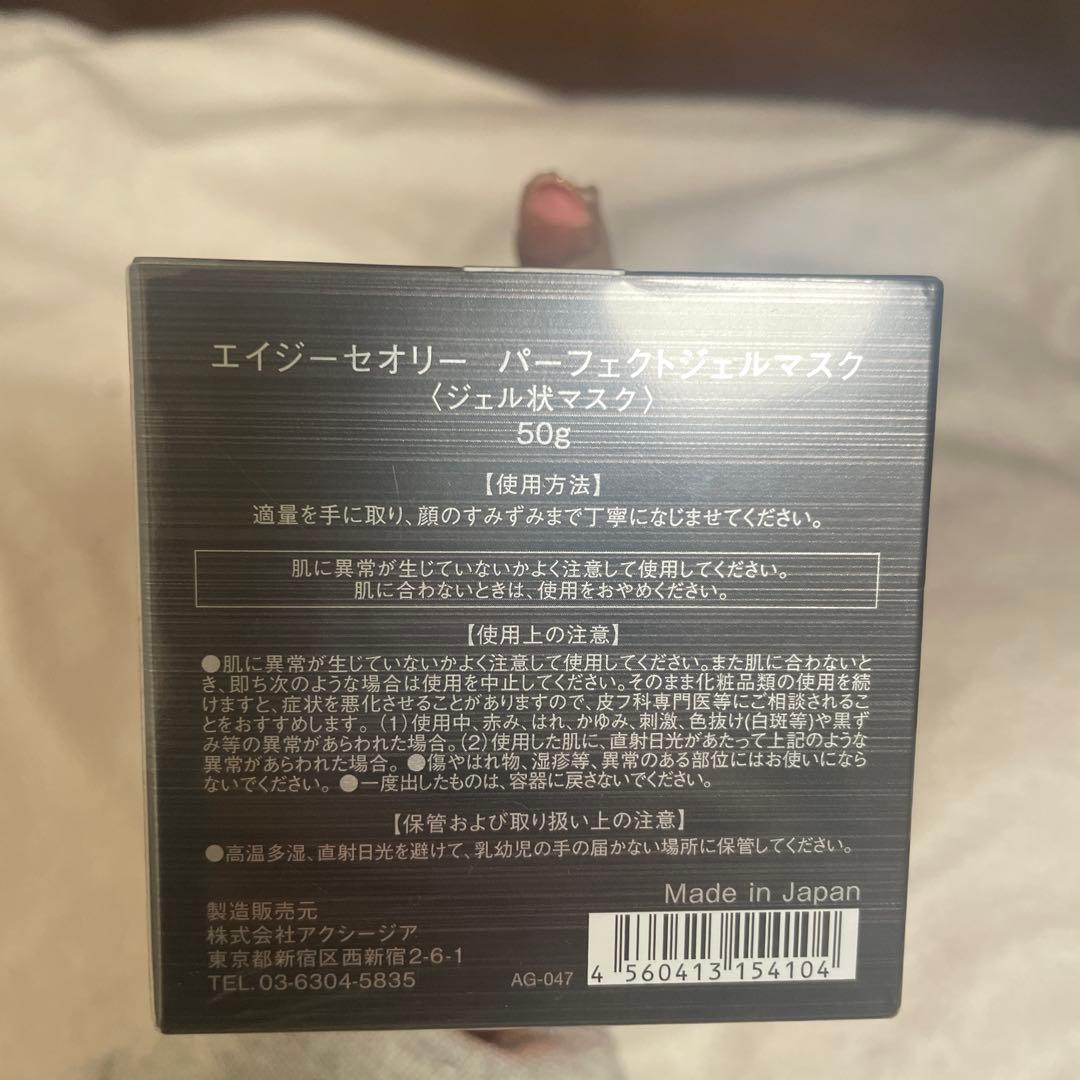 エイジーセオリー　パーフェクトジェルマスク
〈ジェル状マスク〉
50g
【使用方法】
適量を手に取り、顔のすみずみまで丁寧になじませてください。
肌に異常が生じていないかよく注意して使用してください。
肌に合わないときは、使用をおやめください。
【使用上の注意】
●肌に異常が生じていないかよく注意して使用してください。また肌に合わないと
き、即ち次のような場合は使用を中止してください。そのまま化粧品類の使用を続
けますと、症状を悪化させることがありますので、皮フ科専門医等にご相談されるこ
とをおすすめします。(1)使用中、赤み、はれ、かゆみ、刺激、色抜け(白斑等)や黒ず
み等の異常があらわれた場合。(2)使用した肌に、直射日光があたって上記のような
異常があらわれた場合。●傷やはれ物、湿疹等、異常のある部位にはお使いになら
ないでください。●一度出したものは、容器に戻さないでください。
【保管および取り扱い上の注意】
●高温多湿、直射日光を避けて、乳幼児の手の届かない場所に保管してください。
Made in Japan
製造販売元
株式会社アクシージア
東京都新宿区西新宿2-6-1
TEL.03-6304-5835
AG-047
4 560413 154104